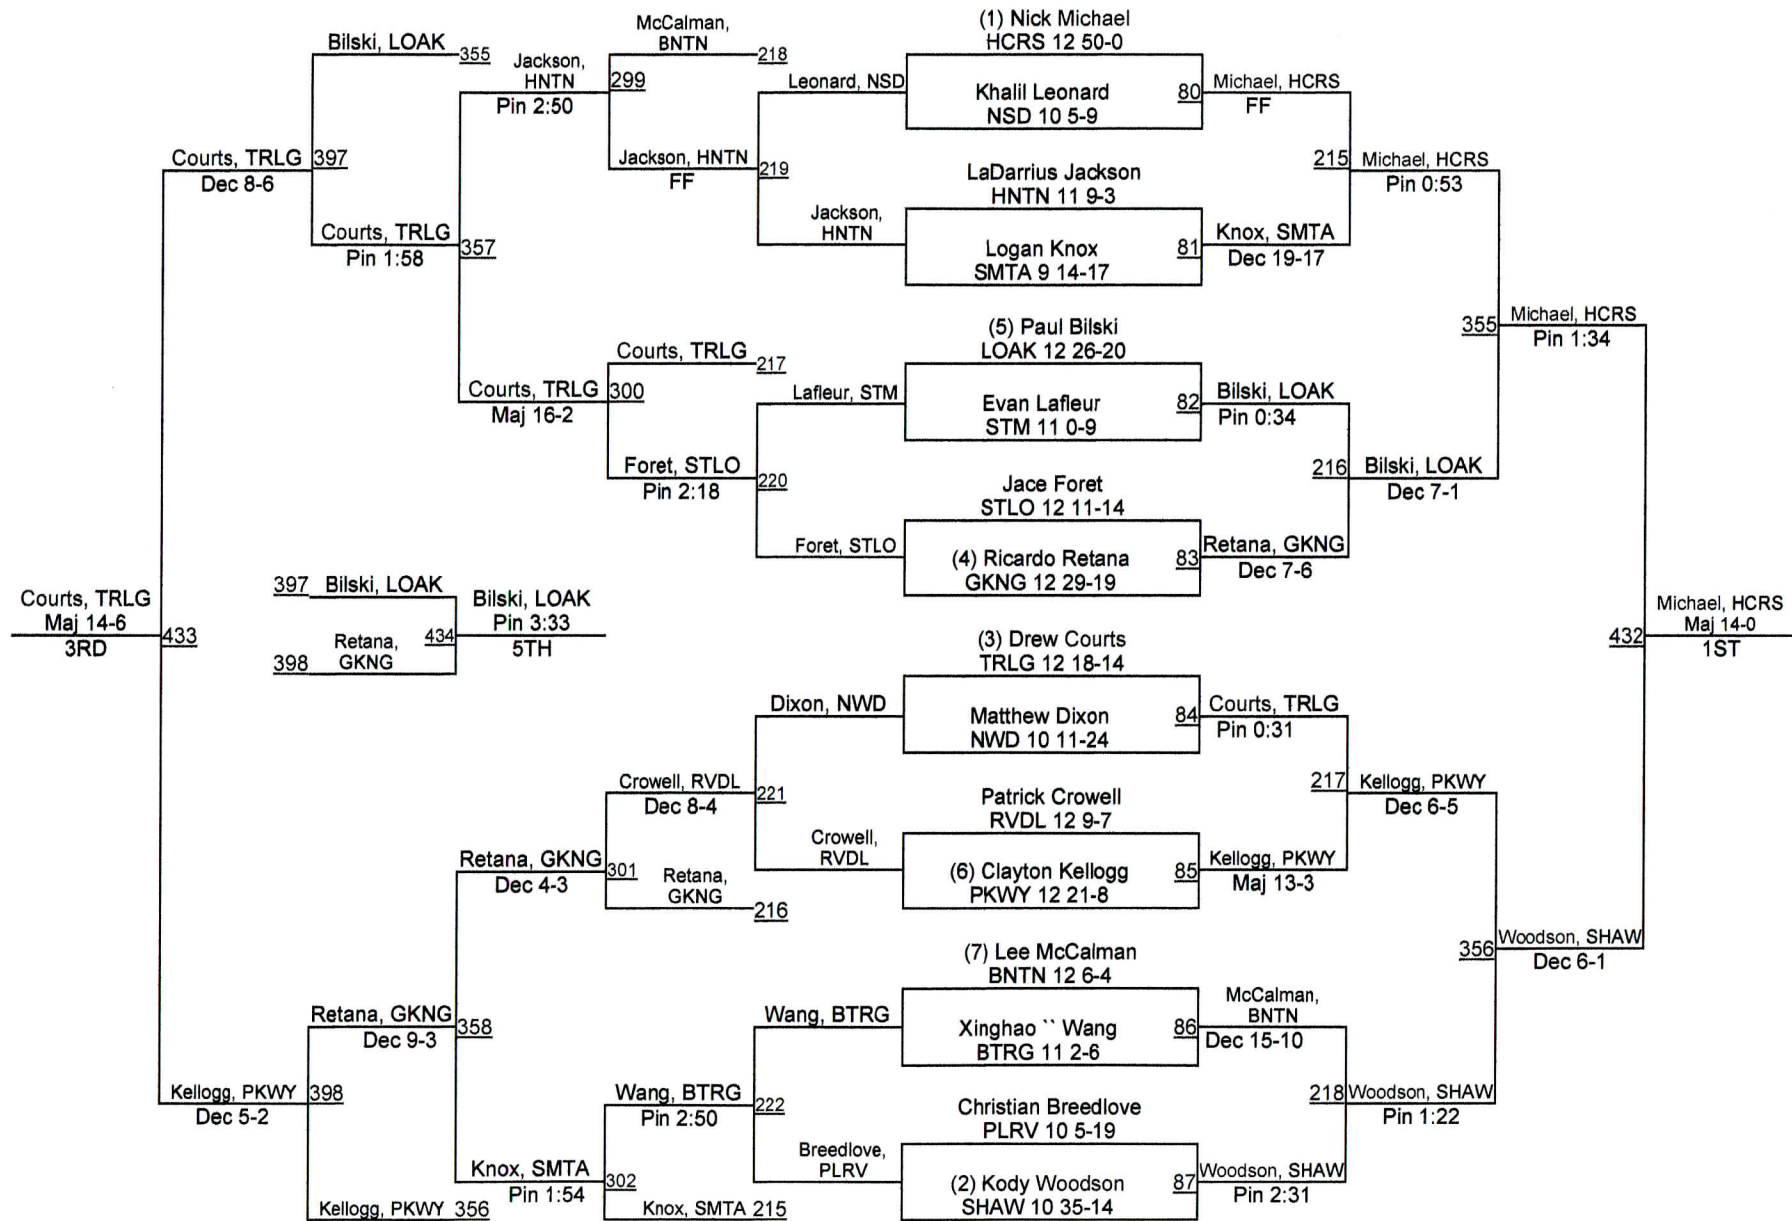 (1) Nick Michael
HCRS 12 50-0
Khalil Leonard
NSD 10 5-9
80
LaDarrius Jackson
HNTN 11 9-3
Logan Knox
SMTA 9 14-17
81
(5) Paul Bilski
LOAK 12 26-20
Evan Lafleur
STM 11 0-9
82
Jace Foret
STLO 12 11-14
(4) Ricardo Retana
GKNG 12 29-19
83
(3) Drew Courts
TRLG 12 18-14
Matthew Dixon
NWD 10 11-24
84
Patrick Crowell
RVDL 12 9-7
(6) Clayton Kellogg
PKWY 12 21-8
85
(7) Lee McCalman
BNTN 12 6-4
Xinghao `` Wang
BTRG 11 2-6
86
Christian Breedlove
PLRV 10 5-19
(2) Kody Woodson
SHAW 10 35-14
87
Michael, HCRS
FF
Knox, SMTA
Dec 19-17
Bilski, LOAK
Pin 0:34
Retana, GKNG
Dec 7-6
Courts, TRLG
Pin 0:31
Kellogg, PKWY
Maj 13-3
McCalman,
BNTN
Dec 15-10
Woodson, SHAW
Pin 2:31
215
Michael, HCRS
Pin 0:53
216
Bilski, LOAK
Dec 7-1
217
Kellogg, PKWY
Dec 6-5
218
Woodson, SHAW
Pin 1:22
355
Michael, HCRS
Pin 1:34
356
Woodson, SHAW
Dec 6-1
432
Michael, HCRS
Maj 14-0
1ST
Leonard, NSD
Jackson,
HNTN
219
Lafleur, STM
Foret, STLO
220
Dixon, NWD
Crowell,
RVDL
221
Wang, BTRG
Breedlove,
PLRV
222
McCalman,
BNTN
218
Jackson, HNTN
FF
299
Courts, TRLG
217
Foret, STLO
Pin 2:18
300
Crowell, RVDL
Dec 8-4
Retana,
GKNG
216
301
Wang, BTRG
Pin 2:50
Knox, SMTA 215
302
Jackson,
HNTN
Pin 2:50
Courts, TRLG
Maj 16-2
357
Retana, GKNG
Dec 4-3
Knox, SMTA
Pin 1:54
358
Bilski, LOAK
355
Courts, TRLG
Pin 1:58
397
Retana, GKNG
Dec 9-3
Kellogg, PKWY 356
398
Courts, TRLG
Dec 8-6
Kellogg, PKWY
Dec 5-2
433
Courts, TRLG
Maj 14-6
3RD
397
Bilski, LOAK
398
Retana,
GKNG
434
Bilski, LOAK
Pin 3:33
5TH